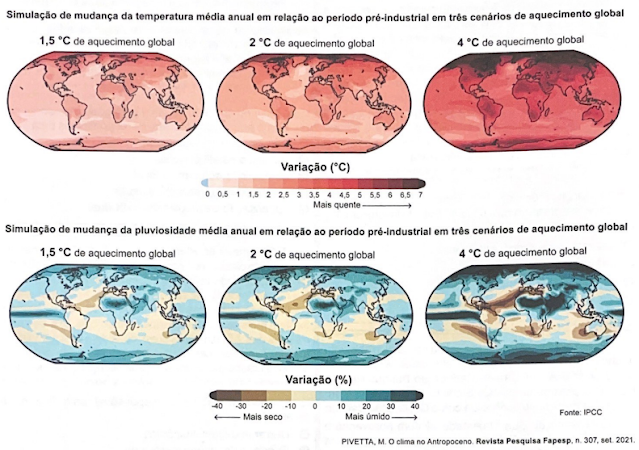 Simulação de mudança da temperatura média anual em relação ao período pré-industrial em três cenários de aquecimento global
1,5 °C de aquecimento global
2 °C de aquecimento global
4 °C de aquecimento global
Variação (°C)
0 0,5 1 1,5 2 2,5 3 3,5 4 4,5 5 5,5 6 6,5 7
Mais quente
Simulação de mudança da pluviosidade média anual em relação ao período pré-industrial em três cenários de aquecimento global
1,5 °C de aquecimento global
2 °C de aquecimento global
4 °C de aquecimento global
Variação (%)
-40 -30 -20 -10 0 10 20 30 40
Mais seco
Mais úmido
Fonte: IPCC
PIVETTA, M. O clima no Antropoceno. Revista Pesquisa Fapesp, n. 307, set. 2021.